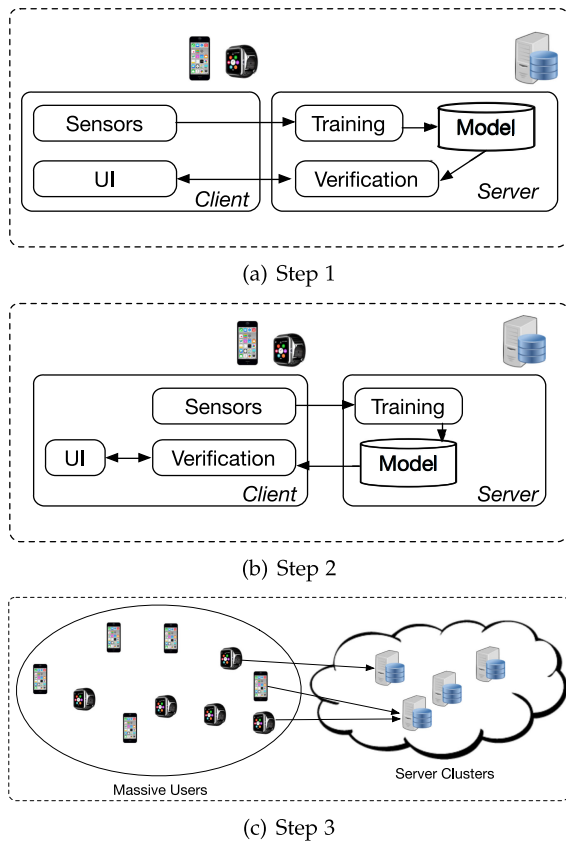 Sensors
Training
Model
UI
Verification
Client
Server
(a) Step 1
Sensors
Training
UI
Verification
Model
Client
Server
(b) Step 2
Massive Users
Server Clusters
(c) Step 3